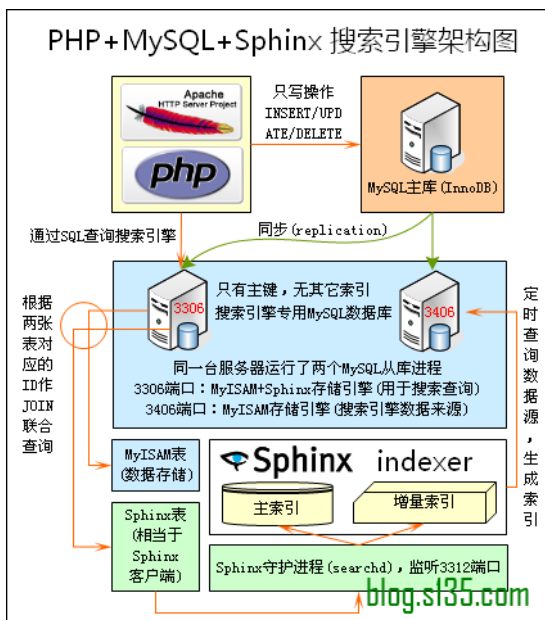 PHP+MySQL+Sphinx 搜索引擎架构图
Apache
HTTP Server Project
php
只写操作
INSERT/UPD
ATE/DELETE
MySQL主库(InnoDB)
通过SQL查询搜索引擎
同步(replication)
3306
只有主键，无其它索引
搜索引擎专用MySQL数据库
3406
同一台服务器运行了两个MySQL从库进程
3306端口：MyISAM+Sphinx存储引擎(用于搜索查询)
3406端口：MyISAM存储引擎(搜索引擎数据来源)
根据
两张
表对
应的
ID作
JOIN
联合
查询
定
时
查
询
数
据
源
，
生
成
索
引
MyISAM表
(数据存储)
Sphinx indexer
主索引
增量索引
Sphinx表
(相当于
Sphinx
客户端)
Sphinx守护进程(searchd)，监听3312端口
blog.s135.com